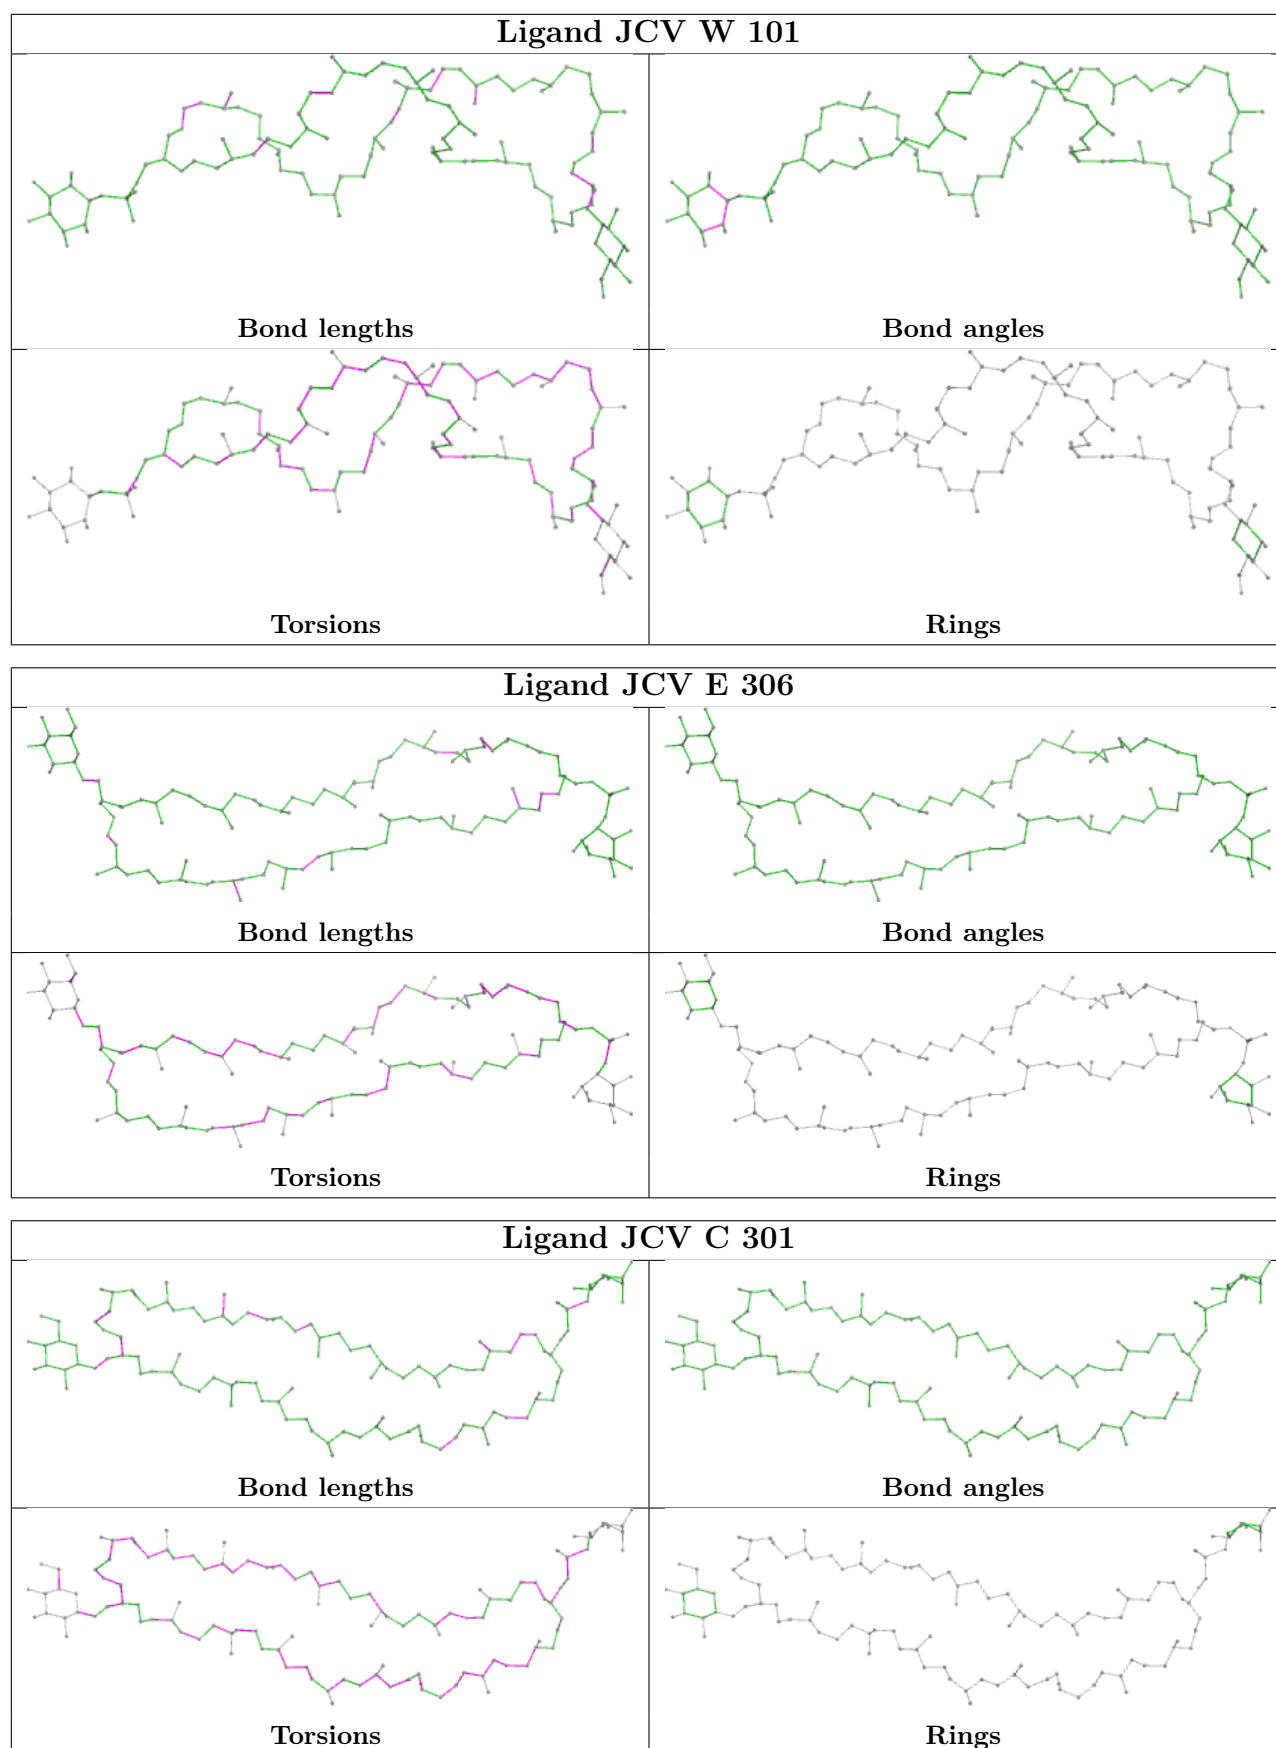 Ligand JCV W 101
Bond lengths
Bond angles
Torsions
Rings
Ligand JCV E 306
Bond lengths
Bond angles
Torsions
Rings
Ligand JCV C 301
Bond lengths
Bond angles
Torsions
Rings